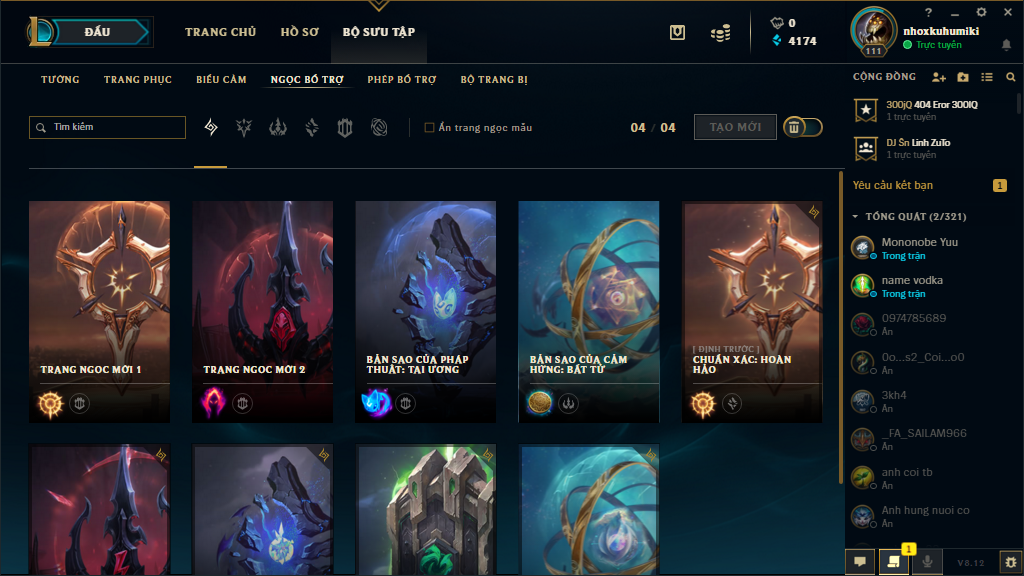 ĐẤU
TRANG CHỦ
HỒ SƠ
BỘ SƯU TẬP
0
4174
111
?
nhoxkuhumiki
Trực tuyến
TƯỚNG
TRANG PHỤC
BIỂU CẢM
NGỌC BỔ TRỢ
PHÉP BỔ TRỢ
BỘ TRANG BỊ
Tìm kiếm
Ẩn trang ngọc mẫu
04 / 04
TẠO MỚI
CỘNG ĐỒNG
300jQ 404 Eror 300IQ
1 trực tuyến
DJ Šn Linh ZuTo
1 trực tuyến
Yêu cầu kết bạn
1
TỔNG QUÁT (2/321)
Mononobe Yuu
Trong trận
name vodka
Trong trận
0974785689
Ẩn
0o...s2_Coi...o0
Ẩn
3kh4
Ẩn
_FA_SAILAM966
Ẩn
anh coi tb
Ẩn
Anh hung nuoi co
Ẩn
TRANG NGỌC MỚI 1
TRANG NGỌC MỚI 2
BẢN SAO CỦA PHÁP
THUẬT: TAI ƯƠNG
BẢN SAO CỦA CẢM
HỨNG: BẤT TỬ
[ ĐỊNH TRƯỚC ]
CHUẨN XÁC: HOÀN
HẢO
1
V8.12